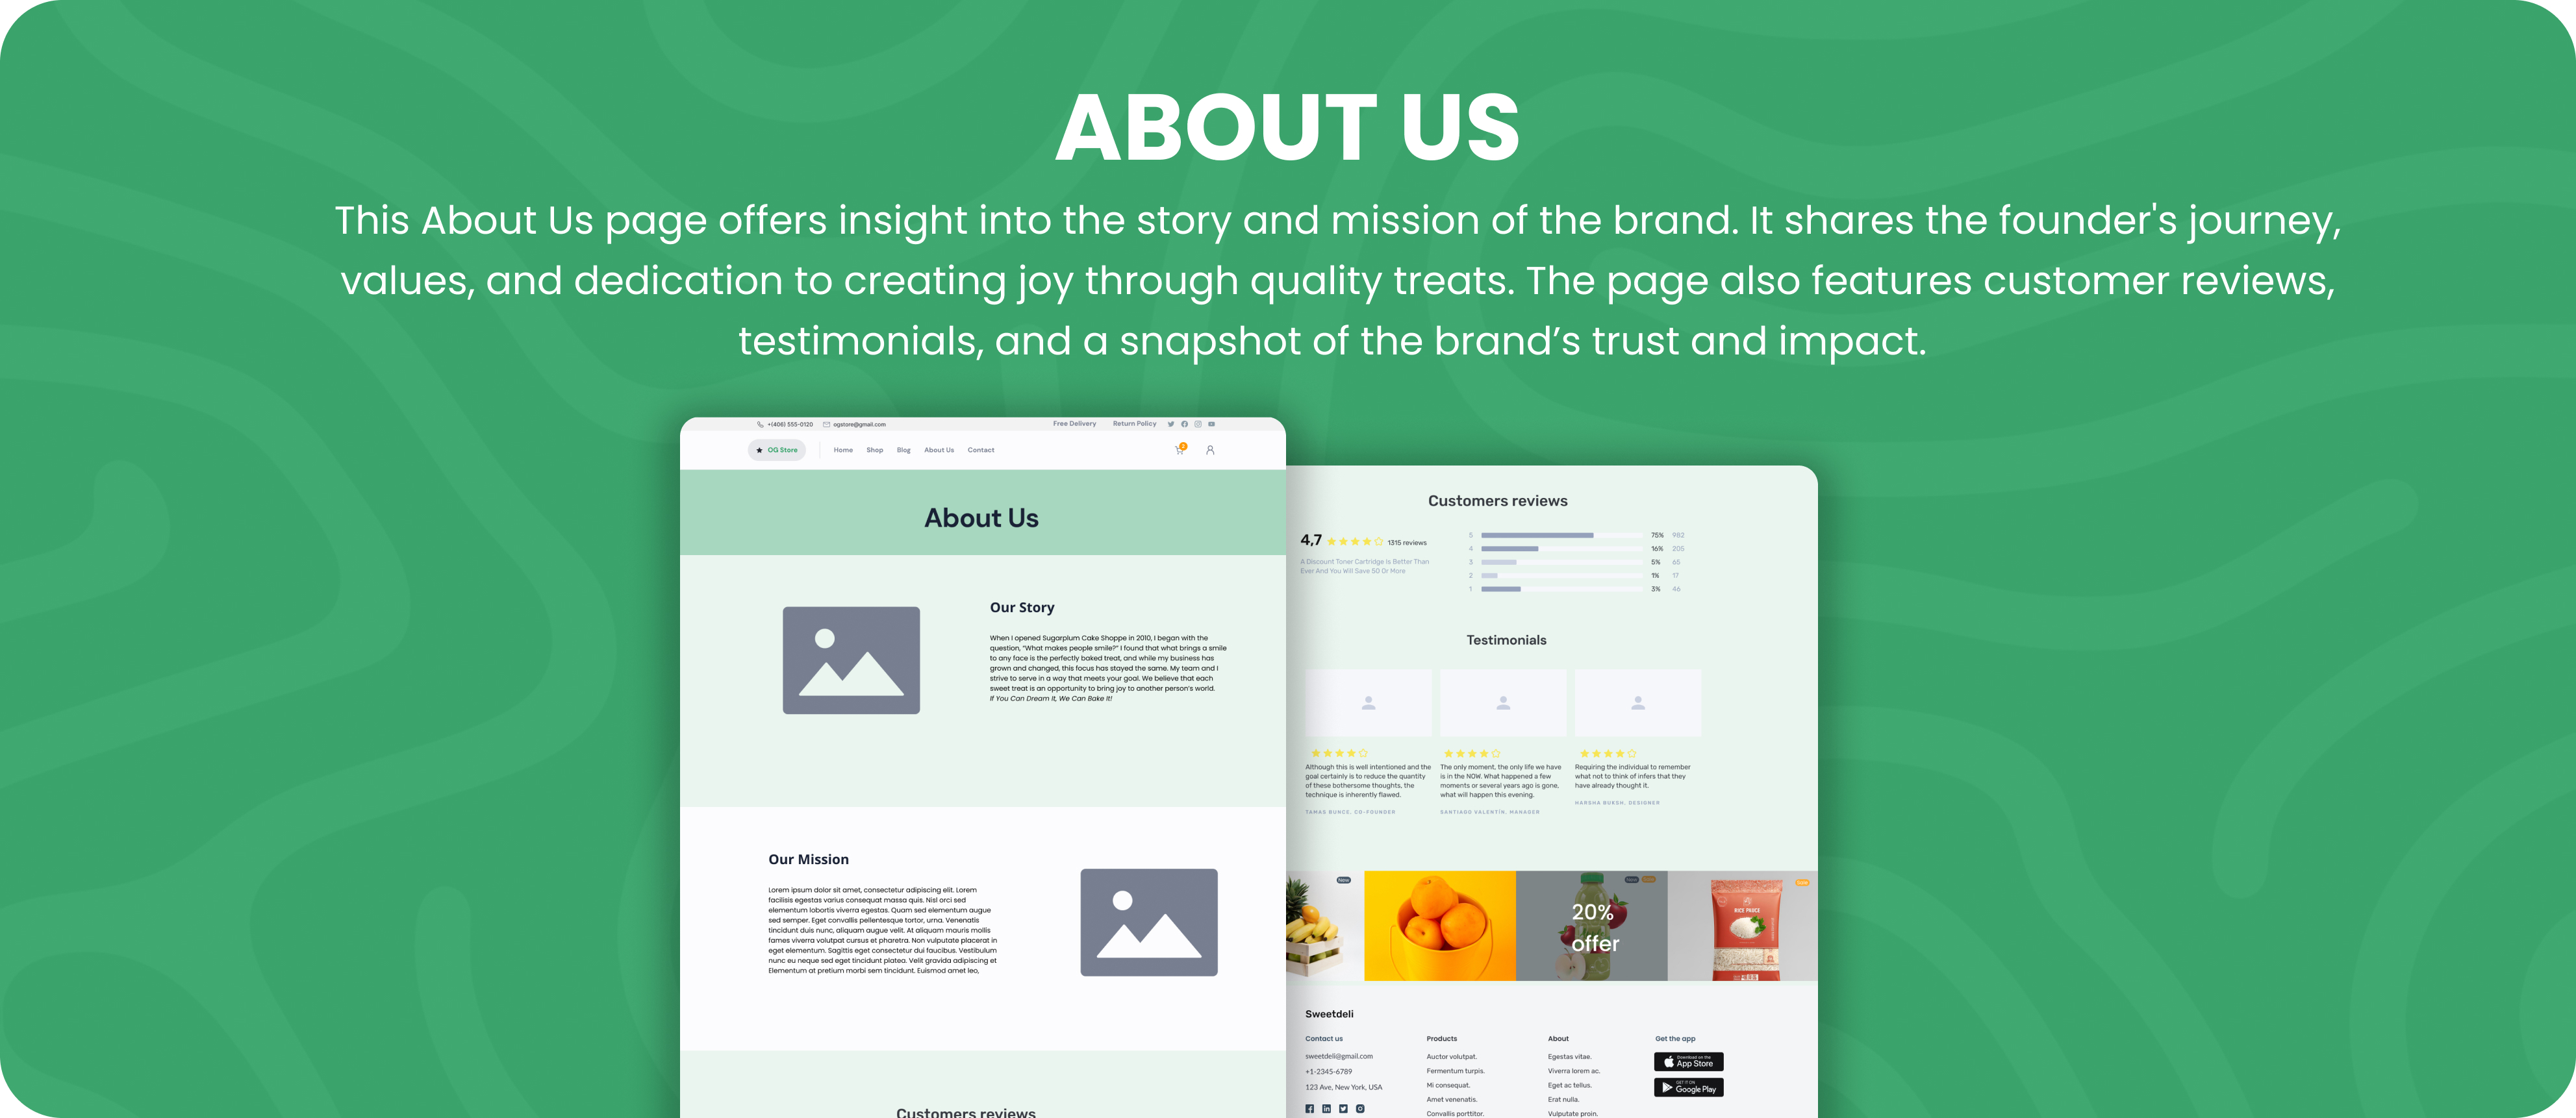 ABOUT US
This About Us page offers insight into the story and mission of the brand. It shares the founder's journey,
values, and dedication to creating joy through quality treats. The page also features customer reviews,
testimonials, and a snapshot of the brand’s trust and impact.
+(406) 555-0120 ogstore@gmail.com Free Delivery Return Policy
OG Store Home Shop Blog About Us Contact 2
About Us
Our Story
When I opened Sugarplum Cake Shoppe in 2010, I began with the
question, “What makes people smile?” I found that what brings a smile
to any face is the perfectly baked treat, and while my business has
grown and changed, this focus has stayed the same. My team and I
strive to serve in a way that meets your goal. We believe that each
sweet treat is an opportunity to bring joy to another person’s world.
If You Can Dream It, We Can Bake It!
Our Mission
Lorem ipsum dolor sit amet, consectetur adipiscing elit. Lorem
facilisis egestas varius consequat massa quis. Nisl orci sed
elementum lobortis viverra egestas. Quam sed elementum augue
sed semper. Eget convallis pellentesque tortor, urna. Venenatis
tincidunt duis nunc, aliquam augue velit. At aliquam mauris mollis
fames viverra volutpat cursus et pharetra. Non vulputate placerat in
eget elementum. Sagittis eget consectetur dui faucibus. Vestibulum
nunc eu neque sed eget tincidunt platea. Velit gravida adipiscing et
Elementum at pretium morbi sem tincidunt. Euismod amet leo,
Customers reviews
Customers reviews
4,7 1315 reviews
A Discount Toner Cartridge Is Better Than
Ever And You Will Save 50 Or More
5 75% 982
4 16% 205
3 5% 65
2 1% 17
1 3% 46
Testimonials
Although this is well intentioned and the
goal certainly is to reduce the quantity
of these bothersome thoughts, the
technique is inherently flawed.
TAMAS BUNCE, CO-FOUNDER
The only moment, the only life we have
is in the NOW. What happened a few
moments or several years ago is gone,
what will happen this evening.
SANTIAGO VALENTÍN, MANAGER
Requiring the individual to remember
what not to think of infers that they
have already thought it.
HARSHA BUKSH, DESIGNER
New
20%
offer
New
Sale
RICE PAUCE
Sweetdeli
Contact us
sweetdeli@gmail.com
+1-2345-6789
123 Ave, New York, USA
Products
Auctor volutpat.
Fermentum turpis.
Mi consequat.
Amet venenatis.
Convallis porttitor.
About
Egestas vitae.
Viverra lorem ac.
Eget ac tellus.
Erat nulla.
Vulputate proin.
Get the app
Download on the
App Store
GET IT ON
Google Play